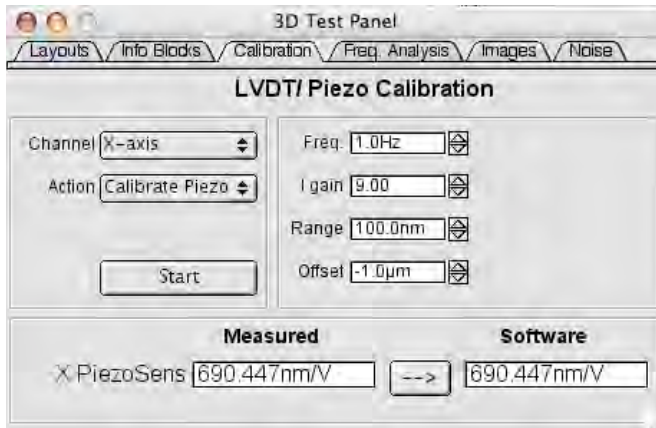 3D Test Panel
Layouts Info Blocks Calibration Freq. Analysis Images Noise
LVDT/ Piezo Calibration
Channel X-axis
Action Calibrate Piezo
Start
Freq. 1.0Hz
I gain 9.00
Range 100.0nm
Offset -1.0µm
Measured Software
X PiezoSens 690.447nm/V --> 690.447nm/V